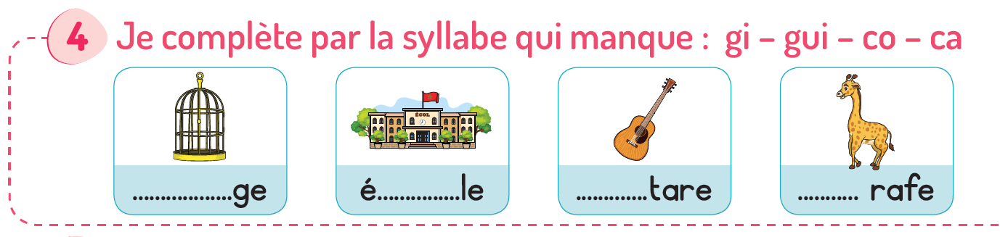 4 Je complète par la syllabe qui manque : gi – gui – co – ca
ÉCOL
..................ge
é...............le
.............tare
........... rafe